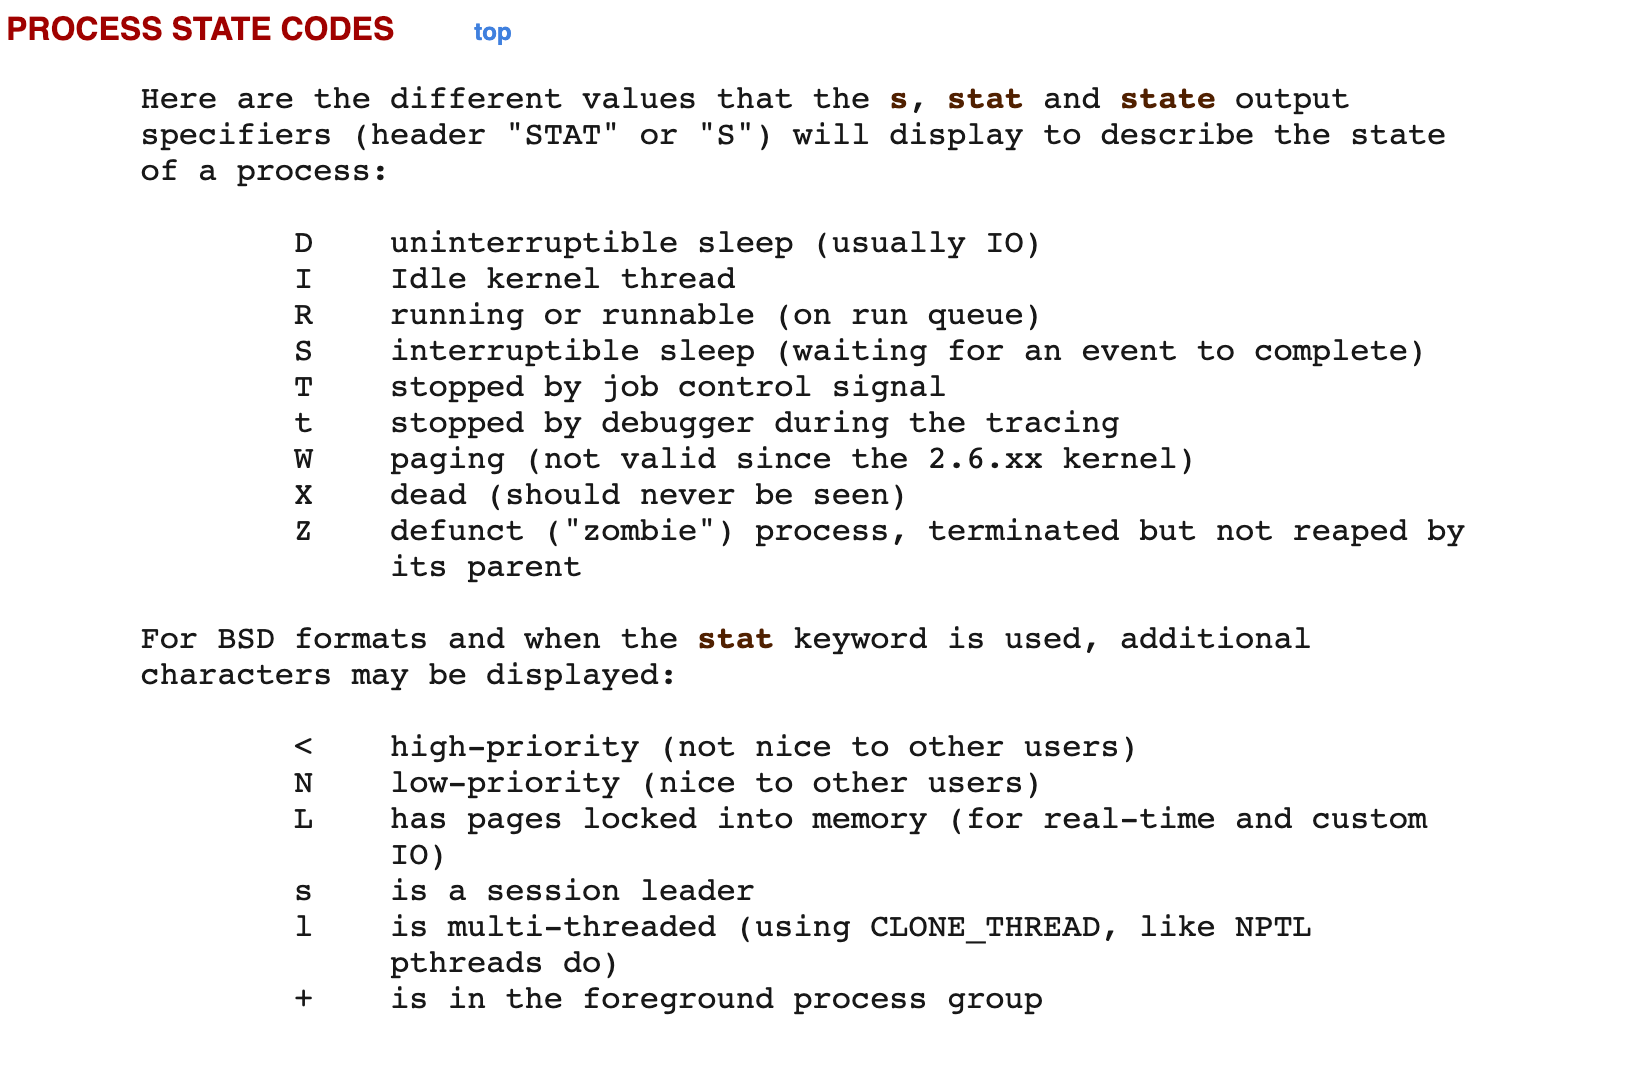 PROCESS STATE CODES top
Here are the different values that the s, stat and state output
specifiers (header "STAT" or "S") will display to describe the state
of a process:
D uninterruptible sleep (usually IO)
I Idle kernel thread
R running or runnable (on run queue)
S interruptible sleep (waiting for an event to complete)
T stopped by job control signal
t stopped by debugger during the tracing
W paging (not valid since the 2.6.xx kernel)
X dead (should never be seen)
Z defunct ("zombie") process, terminated but not reaped by
its parent
For BSD formats and when the stat keyword is used, additional
characters may be displayed:
< high-priority (not nice to other users)
N low-priority (nice to other users)
L has pages locked into memory (for real-time and custom
IO)
s is a session leader
l is multi-threaded (using CLONE_THREAD, like NPTL
pthreads do)
+ is in the foreground process group